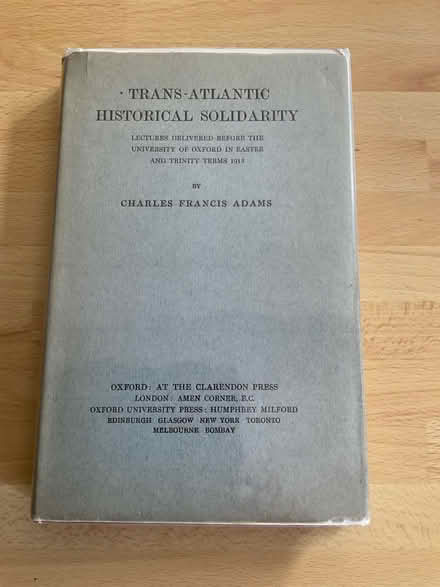 TRANS-ATLANTIC
HISTORICAL SOLIDARITY
LECTURES DELIVERED BEFORE THE
UNIVERSITY OF OXFORD IN EASTER
AND TRINITY TERMS 1913
BY
CHARLES FRANCIS ADAMS
OXFORD: AT THE CLARENDON PRESS
LONDON: AMEN CORNER, E.C.
OXFORD UNIVERSITY PRESS: HUMPHREY MILFORD
EDINBURGH GLASGOW NEW YORK TORONTO
MELBOURNE BOMBAY